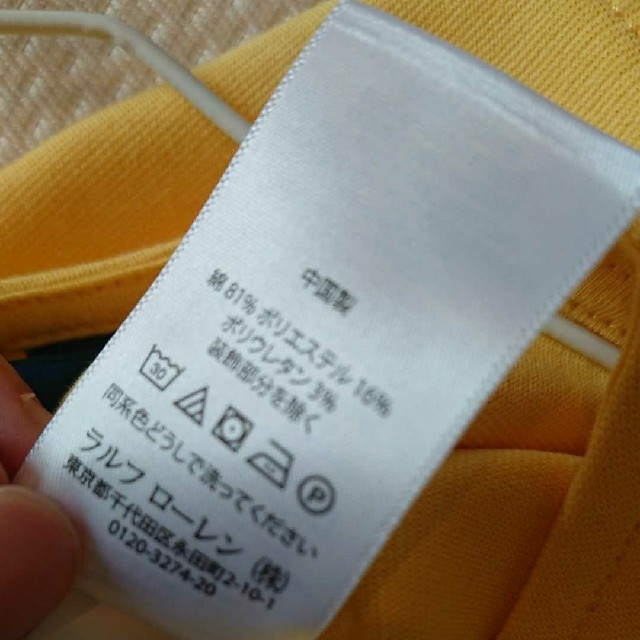 中国製
綿 81% ポリエステル 16%
ポリウレタン 3%
装飾部分を除く
30 P
同系色どうしで洗ってください
ラルフ ローレン (株)
東京都千代田区永田町2-10-1
0120-3274-20